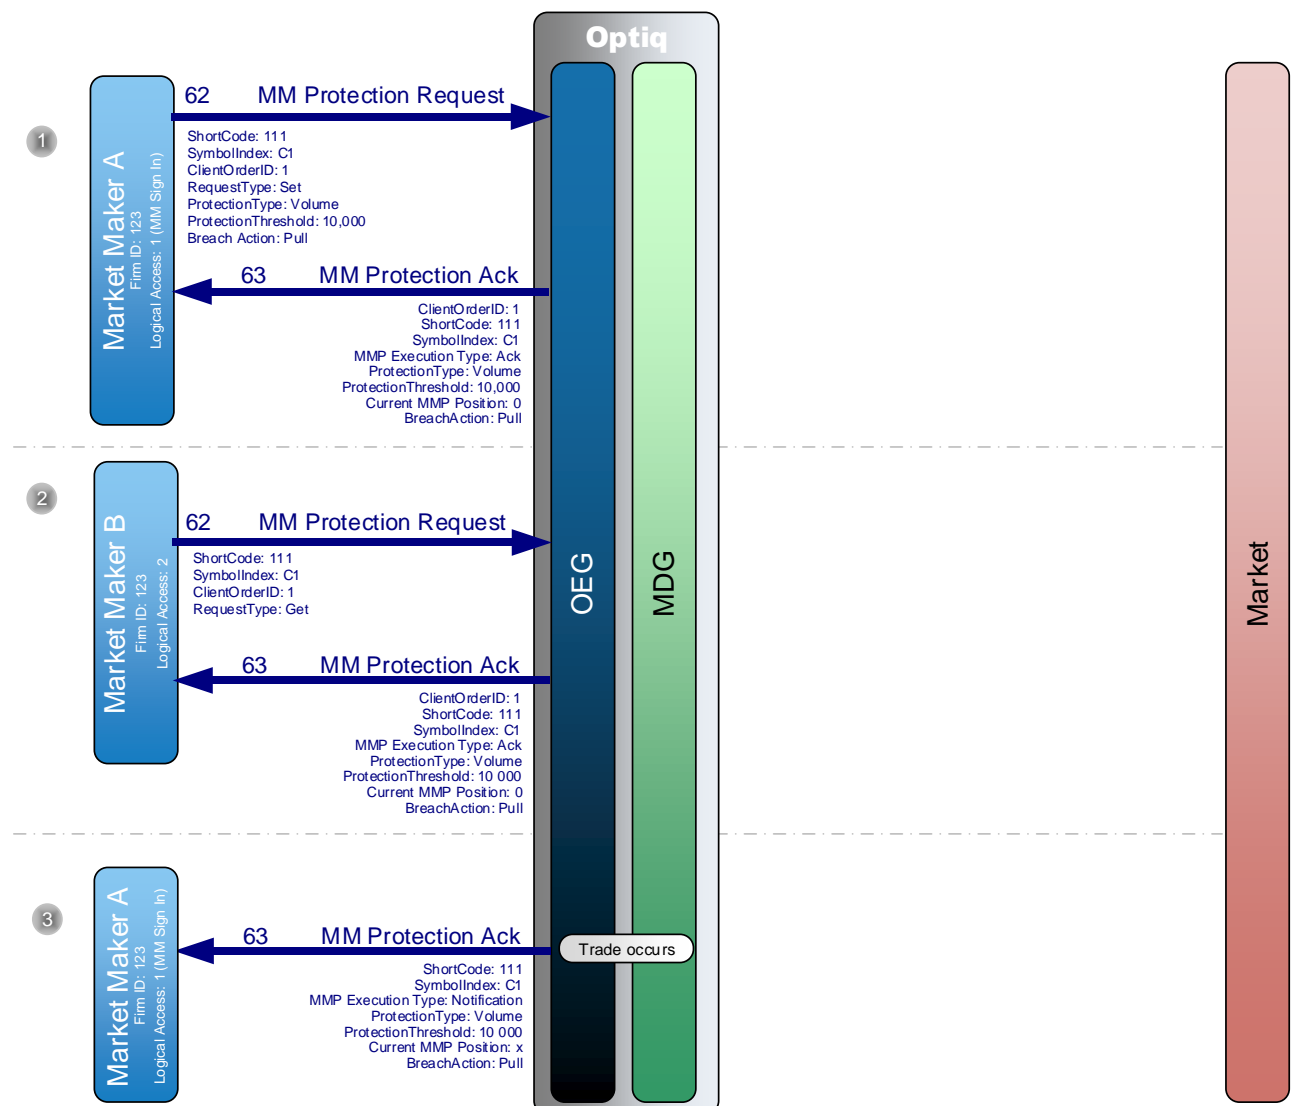 Optiq
1
Market Maker A
Firm ID: 123
Logical Access: 1 (MM Sign In)
62 MM Protection Request
ShortCode: 111
SymbolIndex: C1
ClientOrderID: 1
RequestType: Set
ProtectionType: Volume
ProtectionThreshold: 10,000
Breach Action: Pull
63 MM Protection Ack
ClientOrderID: 1
ShortCode: 111
SymbolIndex: C1
MMP Execution Type: Ack
ProtectionType: Volume
ProtectionThreshold: 10,000
Current MMP Position: 0
BreachAction: Pull
2
Market Maker B
Firm ID: 123
Logical Access: 2
62 MM Protection Request
ShortCode: 111
SymbolIndex: C1
ClientOrderID: 1
RequestType: Get
63 MM Protection Ack
ClientOrderID: 1
ShortCode: 111
SymbolIndex: C1
MMP Execution Type: Ack
ProtectionType: Volume
ProtectionThreshold: 10 000
Current MMP Position: 0
BreachAction: Pull
OEG
MDG
Market
3
Market Maker A
Firm ID: 123
Logical Access: 1 (MM Sign In)
63 MM Protection Ack
Trade occurs
ShortCode: 111
SymbolIndex: C1
MMP Execution Type: Notification
ProtectionType: Volume
ProtectionThreshold: 10 000
Current MMP Position: x
BreachAction: Pull